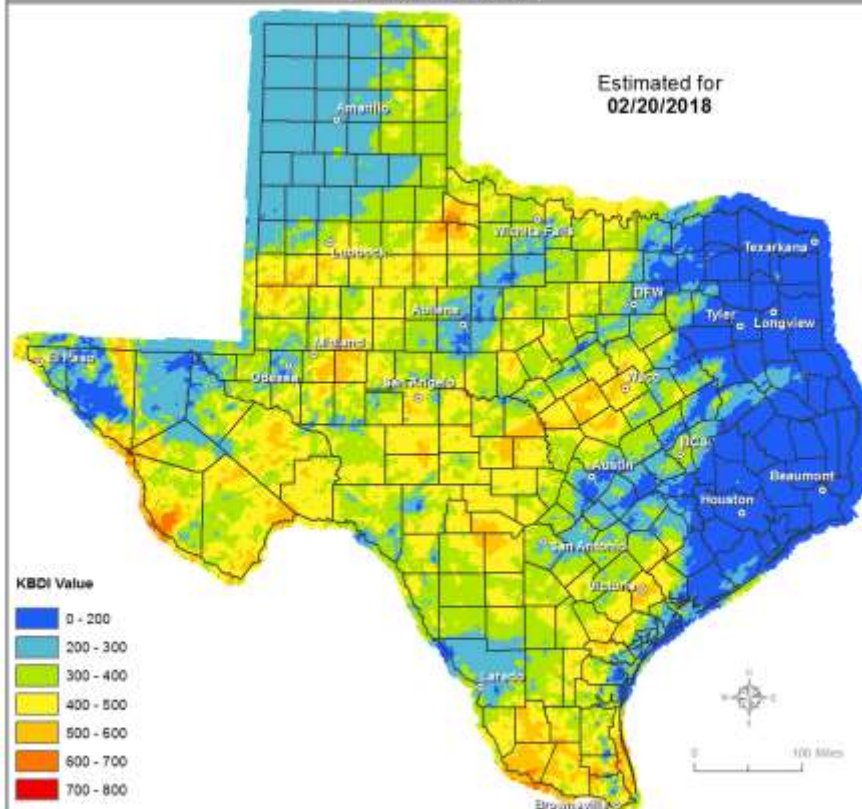 Estimated for
02/20/2018
Amarillo
Wichita Falls
Texarkana
Lubbock
DFW
Abilene
Tyler
Longview
Midland
El Paso
Odessa
San Angelo
Waco
Austin
Beaumont
Houston
San Antonio
Victoria
KBDI Value
0 - 200
200 - 300
300 - 400
400 - 500
500 - 600
600 - 700
700 - 800
Laredo
0 100 Miles
Brownsville